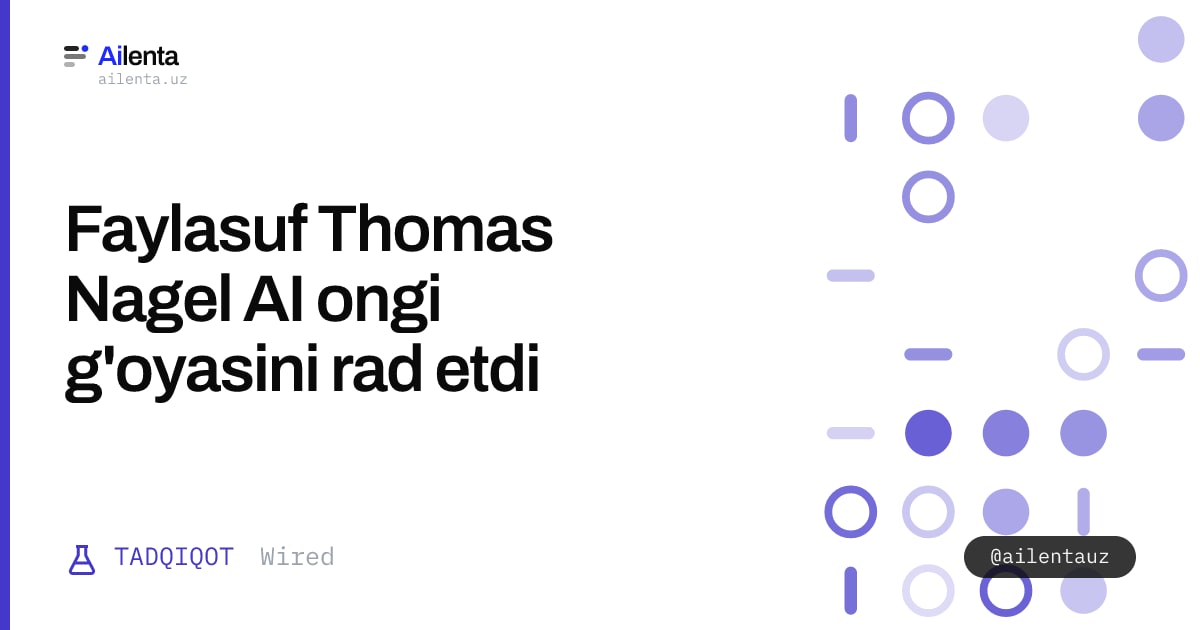 Ailenta
ailenta.uz
Faylasuf Thomas
Nagel AI ongi
g'oyasini rad etdi
TADQIQOT Wired
@ailentauz